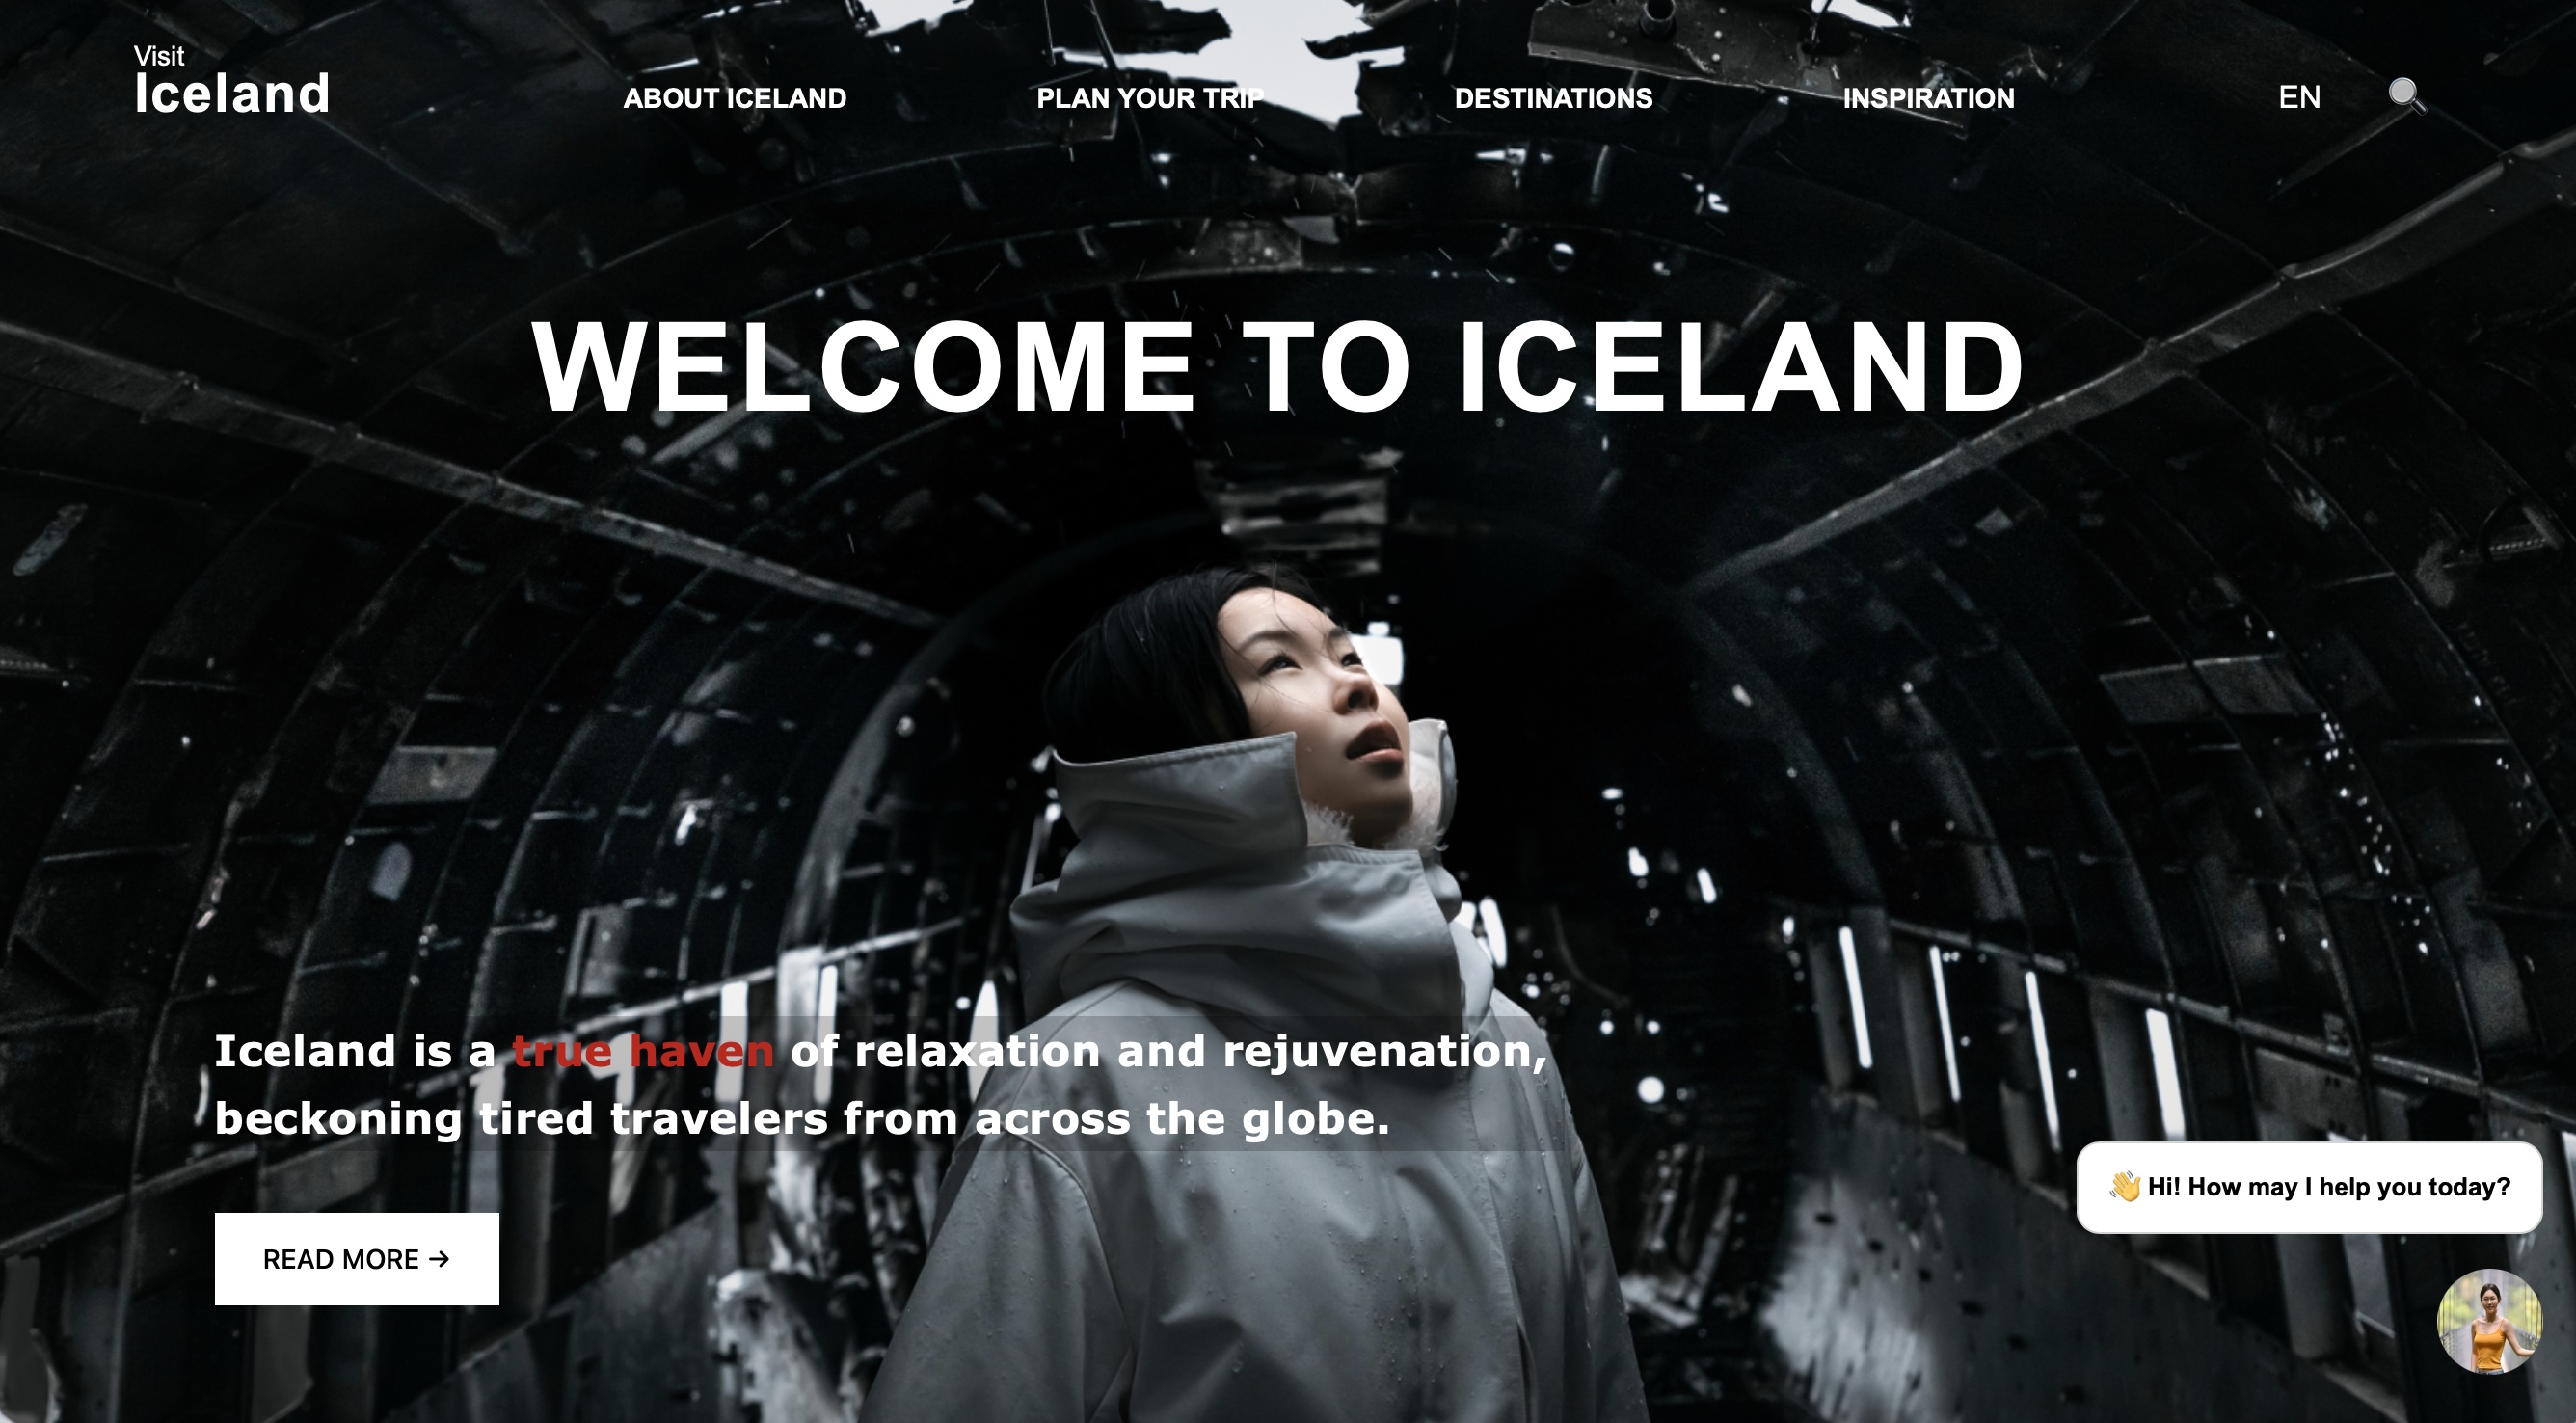 Visit
Iceland
ABOUT ICELAND
PLAN YOUR TRIP
DESTINATIONS
INSPIRATION
EN
WELCOME TO ICELAND
Iceland is a true haven of relaxation and rejuvenation,
beckoning tired travelers from across the globe.
👋 Hi! How may I help you today?
READ MORE →